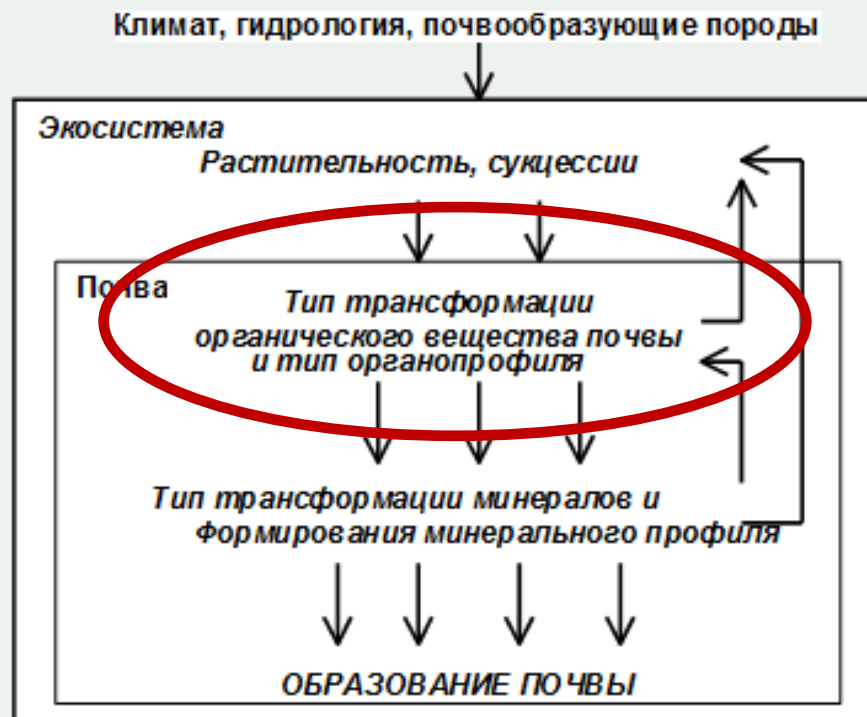 Климат, гидрология, почвообразующие породы
Экосистема
Растительность, сукцессии
Почва
Тип трансформации
органического вещества почвы
и тип органопрофиля
Тип трансформации минералов и
Формирования минерального профиля
ОБРАЗОВАНИЕ ПОЧВЫ